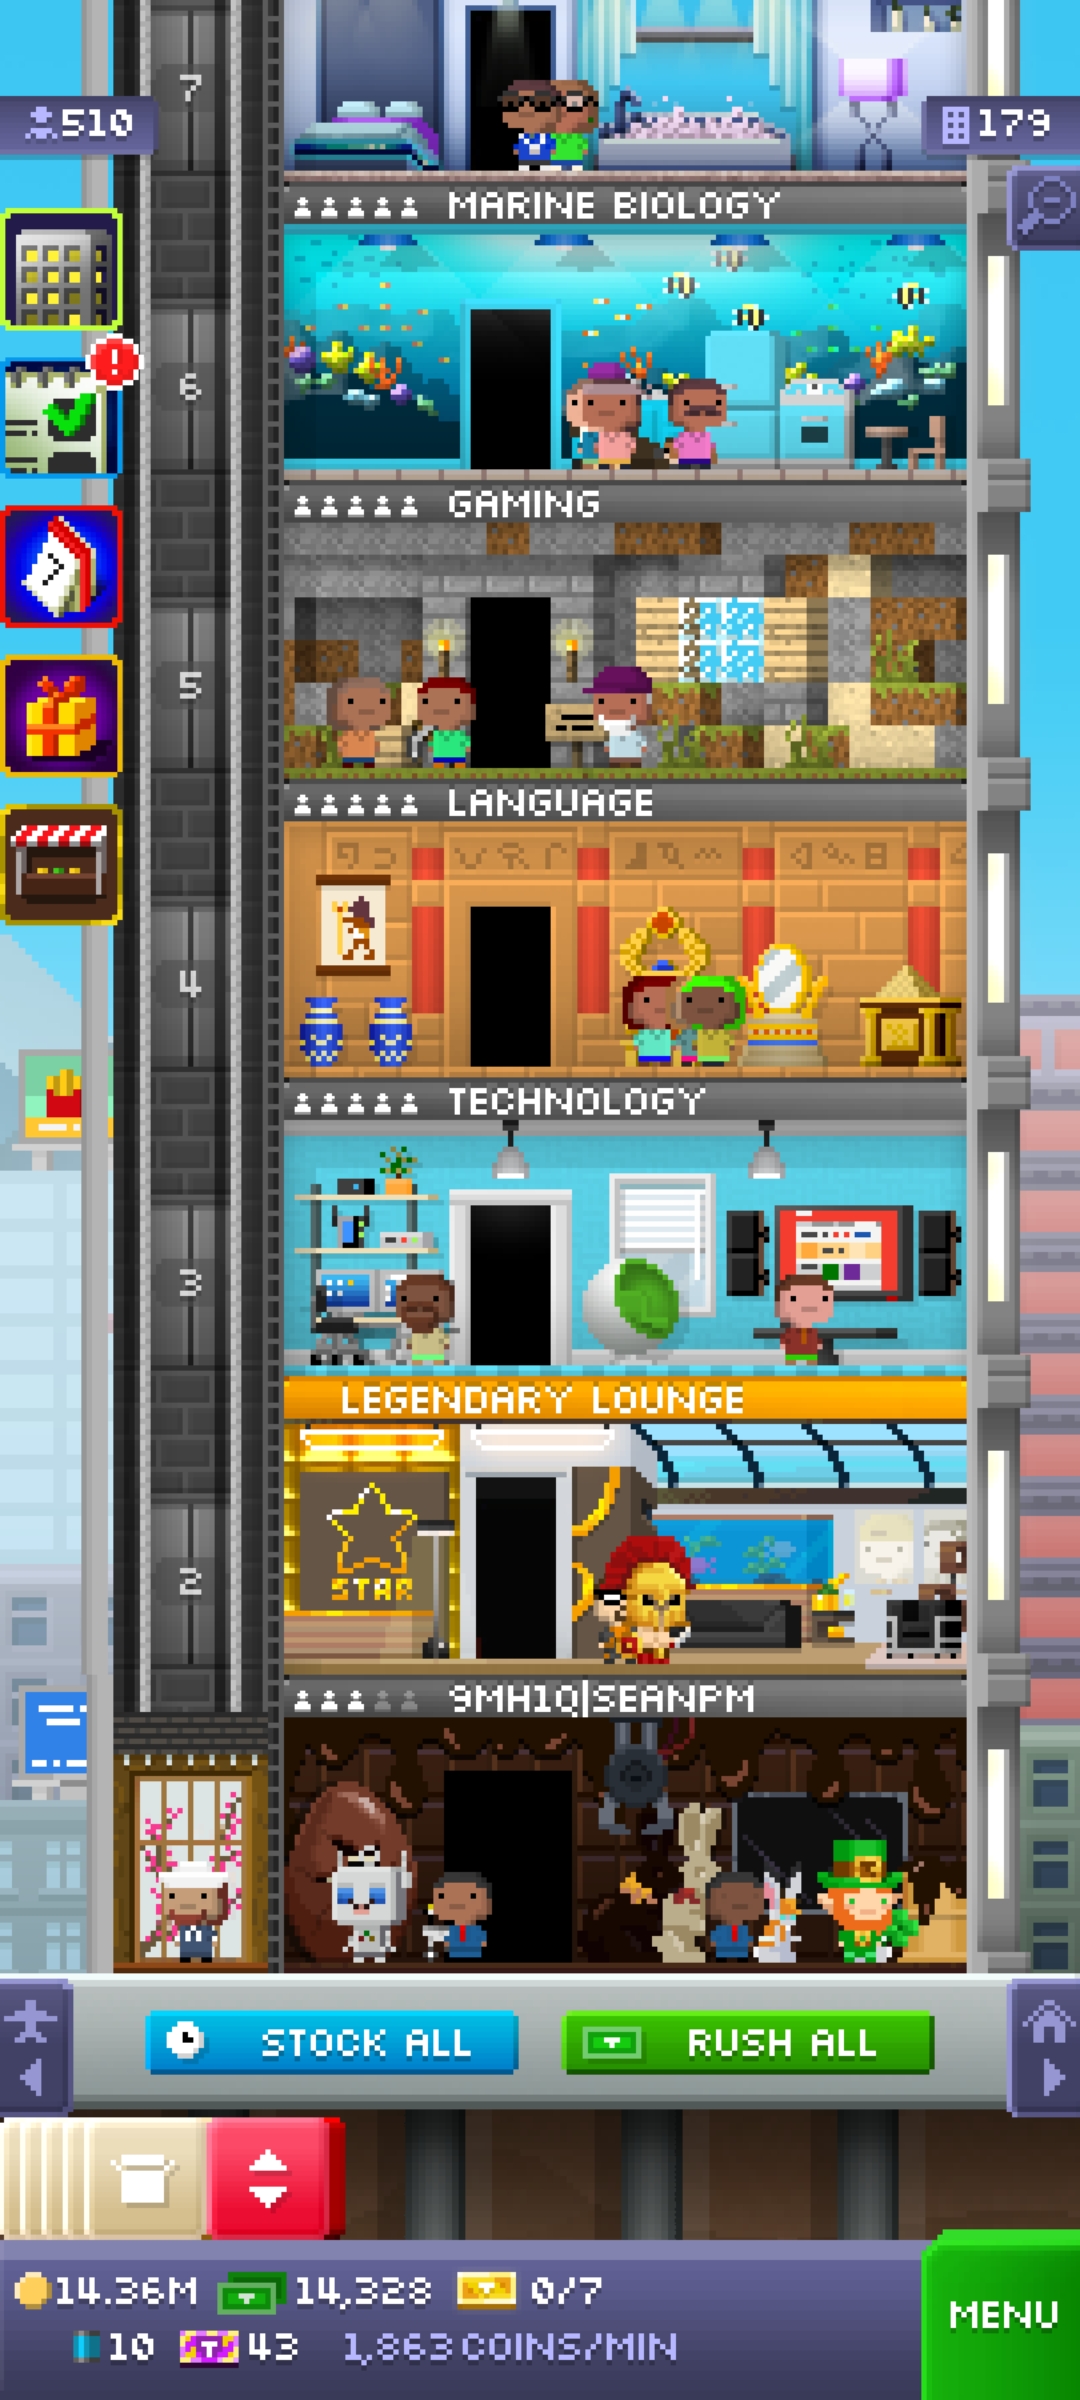 7
510
179
MARINE BIOLOGY
6
7
GAMING
5
LANGUAGE
4
TECHNOLOGY
3
LEGENDARY LOUNGE
STAR
2
9MH1Q|SEANPM
STOCK ALL
RUSH ALL
14.36M 14,328 0/7
10 43 1,863 COINS/MIN
MENU